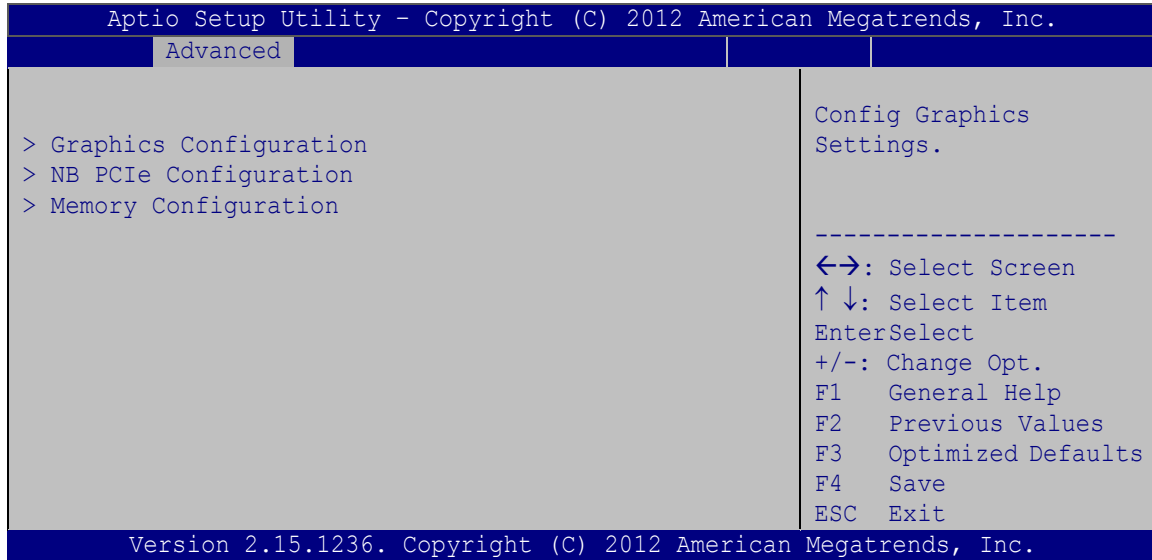 Aptio Setup Utility – Copyright (C) 2012 American Megatrends, Inc.
Advanced
> Graphics Configuration
> NB PCIe Configuration
> Memory Configuration
Config Graphics
Settings.
---------------------
←→: Select Screen
↑ ↓: Select Item
EnterSelect
+/-: Change Opt.
F1 General Help
F2 Previous Values
F3 Optimized Defaults
F4 Save
ESC Exit
Version 2.15.1236. Copyright (C) 2012 American Megatrends, Inc.